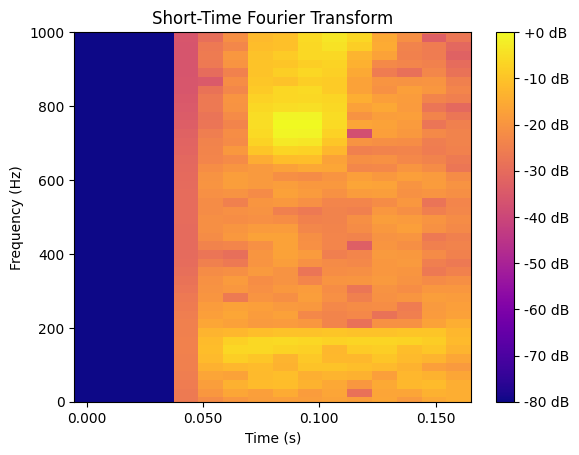 Short-Time Fourier Transform
1000
800
600
400
200
0
Frequency (Hz)
0.000
0.050
0.100
0.150
Time (s)
+0 dB
-10 dB
-20 dB
-30 dB
-40 dB
-50 dB
-60 dB
-70 dB
-80 dB